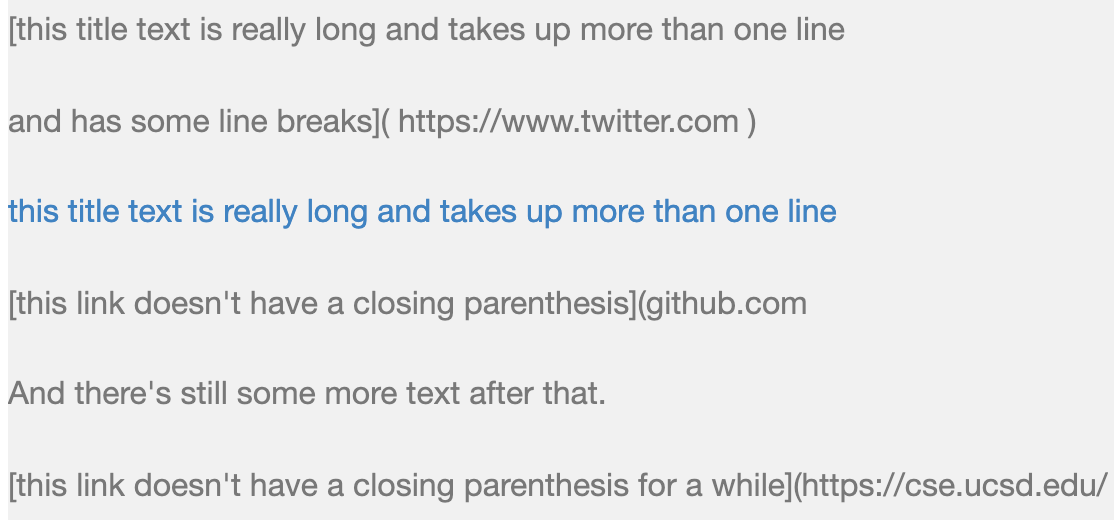 [this title text is really long and takes up more than one line
and has some line breaks]( https://www.twitter.com )
this title text is really long and takes up more than one line
[this link doesn't have a closing parenthesis](github.com
And there's still some more text after that.
[this link doesn't have a closing parenthesis for a while](https://cse.ucsd.edu/